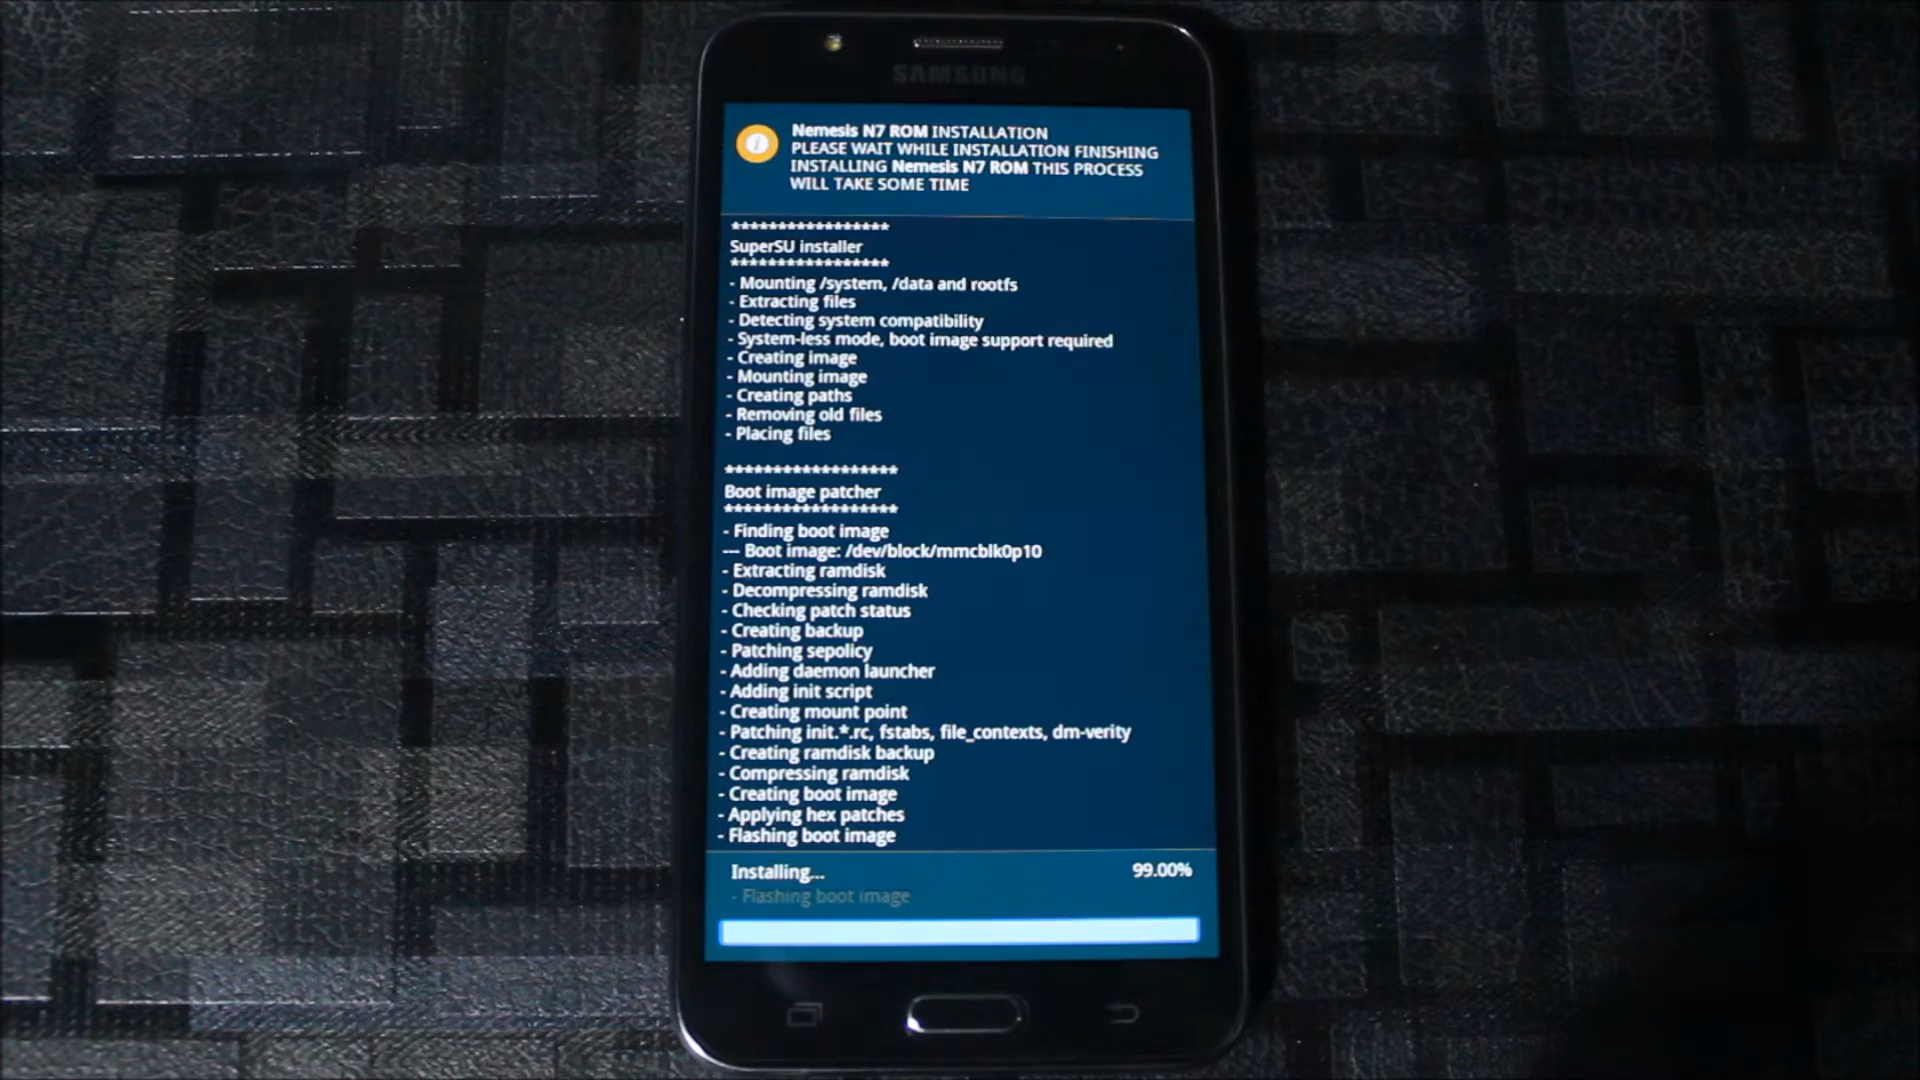 SAMSUNG
Nemesis N7 ROM INSTALLATION
PLEASE WAIT WHILE INSTALLATION FINISHING
INSTALLING Nemesis N7 ROM THIS PROCESS
WILL TAKE SOME TIME
*****************
SuperSU installer
*****************
- Mounting /system, /data and rootfs
- Extracting files
- Detecting system compatibility
- System-less mode, boot image support required
- Creating image
- Mounting image
- Creating paths
- Removing old files
- Placing files
******************
Boot image patcher
******************
- Finding boot image
--- Boot image: /dev/block/mmcblk0p10
- Extracting ramdisk
- Decompressing ramdisk
- Checking patch status
- Creating backup
- Patching sepolicy
- Adding daemon launcher
- Adding init script
- Creating mount point
- Patching init.*.rc, fstabs, file_contexts, dm-verity
- Creating ramdisk backup
- Compressing ramdisk
- Creating boot image
- Applying hex patches
- Flashing boot image
Installing... 99.00%
- Flashing boot image